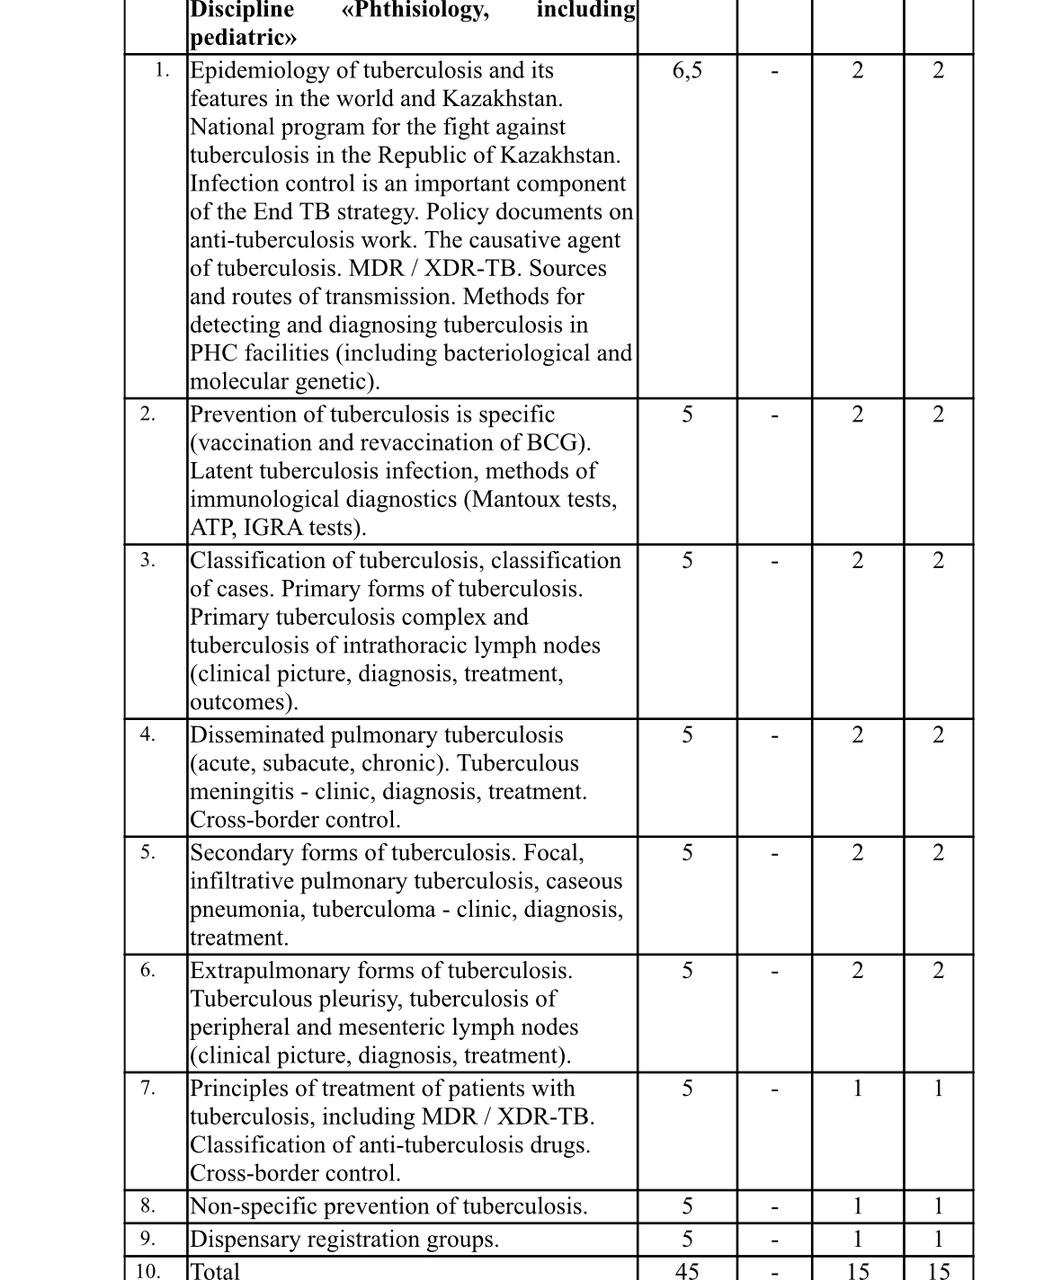 Discipline «Phthisiology, including
pediatric»
1. Epidemiology of tuberculosis and its 6,5 - 2 2
features in the world and Kazakhstan.
National program for the fight against
tuberculosis in the Republic of Kazakhstan.
Infection control is an important component
of the End TB strategy. Policy documents on
anti-tuberculosis work. The causative agent
of tuberculosis. MDR / XDR-TB. Sources
and routes of transmission. Methods for
detecting and diagnosing tuberculosis in
PHC facilities (including bacteriological and
molecular genetic).
2. Prevention of tuberculosis is specific 5 - 2 2
(vaccination and revaccination of BCG).
Latent tuberculosis infection, methods of
immunological diagnostics (Mantoux tests,
ATP, IGRA tests).
3. Classification of tuberculosis, classification 5 - 2 2
of cases. Primary forms of tuberculosis.
Primary tuberculosis complex and
tuberculosis of intrathoracic lymph nodes
(clinical picture, diagnosis, treatment,
outcomes).
4. Disseminated pulmonary tuberculosis 5 - 2 2
(acute, subacute, chronic). Tuberculous
meningitis - clinic, diagnosis, treatment.
Cross-border control.
5. Secondary forms of tuberculosis. Focal, 5 - 2 2
infiltrative pulmonary tuberculosis, caseous
pneumonia, tuberculoma - clinic, diagnosis,
treatment.
6. Extrapulmonary forms of tuberculosis. 5 - 2 2
Tuberculous pleurisy, tuberculosis of
peripheral and mesenteric lymph nodes
(clinical picture, diagnosis, treatment).
7. Principles of treatment of patients with 5 - 1 1
tuberculosis, including MDR / XDR-TB.
Classification of anti-tuberculosis drugs.
Cross-border control.
8. Non-specific prevention of tuberculosis. 5 - 1 1
9. Dispensary registration groups. 5 - 1 1
10. Total 45 - 15 15